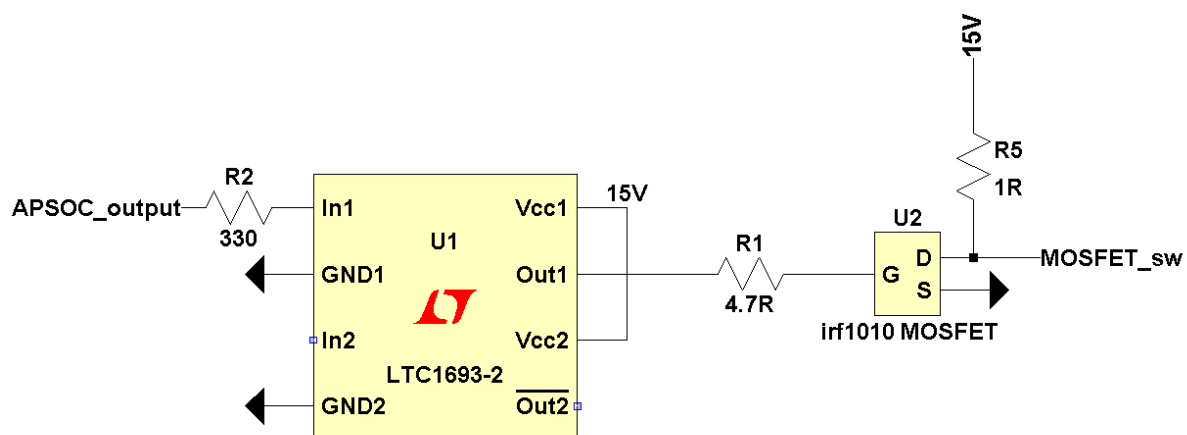 15V
R5
1R
R2
APSOC_output
330
In1
Vcc1
15V
U1
GND1
Out1
R1
4.7R
U2
G
D
S
MOSFET_sw
irf1010 MOSFET
In2
Vcc2
LTC1693-2
GND2
Out2